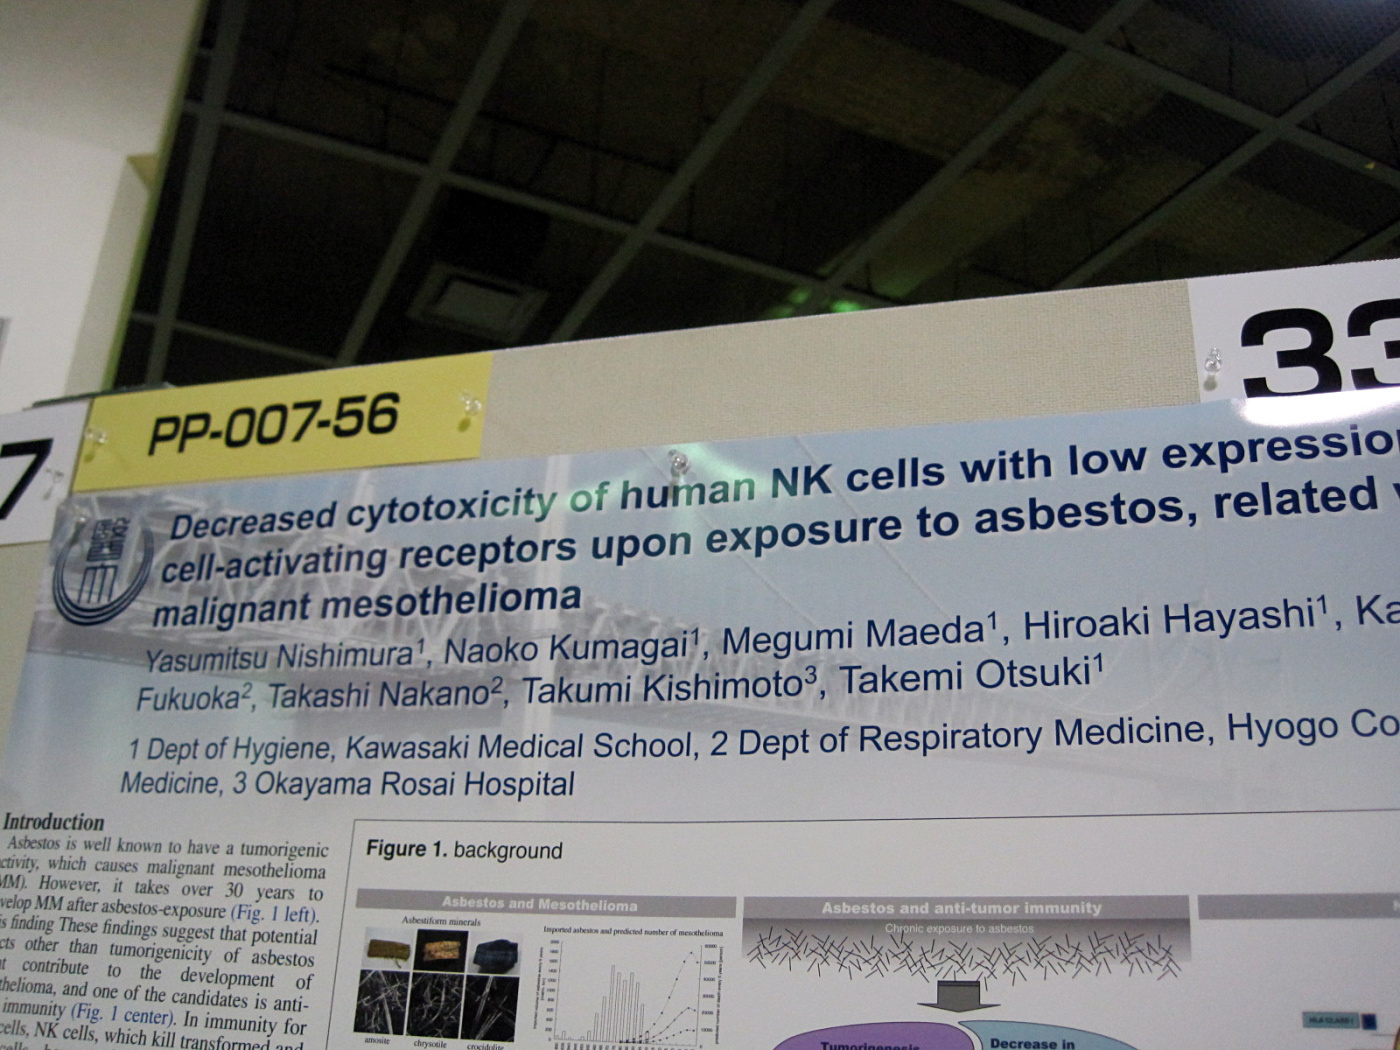 33
7
PP-007-56
Decreased cytotoxicity of human NK cells with low expressio
cell-activating receptors upon exposure to asbestos, related
malignant mesothelioma
Yasumitsu Nishimura¹, Naoko Kumagai¹, Megumi Maeda¹, Hiroaki Hayashi¹, Ka
Fukuoka², Takashi Nakano², Takumi Kishimoto³, Takemi Otsuki¹
1 Dept of Hygiene, Kawasaki Medical School, 2 Dept of Respiratory Medicine, Hyogo Co
Medicine, 3 Okayama Rosai Hospital
Introduction
Asbestos is well known to have a tumorigenic
ctivity, which causes malignant mesothelioma
MM). However, it takes over 30 years to
velop MM after asbestos-exposure (Fig. 1 left).
is finding These findings suggest that potential
cts other than tumorigenicity of asbestos
t contribute to the development of
thelioma, and one of the candidates is anti-
immunity (Fig. 1 center). In immunity for
cells, NK cells, which kill transformed and
Figure 1. background
Asbestos and Mesothelioma
Asbestiform minerals
amosite chrysotile crocidolite
Imported asbestos and predicted number of mesothelioma
Asbestos and anti-tumor immunity
Chronic exposure to asbestos
Tumorigenesis
Decrease in